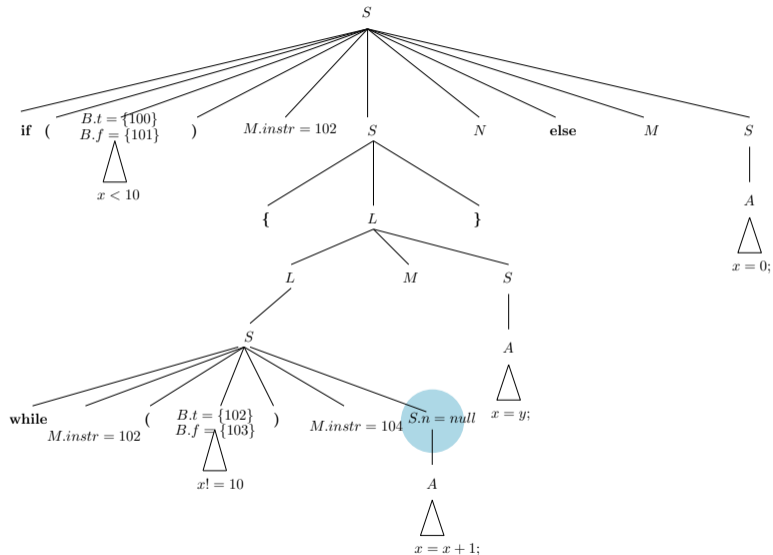 S
if ( B.t = {100} ) M.instr = 102 S N else M S
B.f = {101}
x < 10
{ L }
A
x = 0;
L M S
S
A
x = y;
while M.instr = 102 ( B.t = {102} ) M.instr = 104 S.n = null
B.f = {103}
x! = 10
A
x = x + 1;